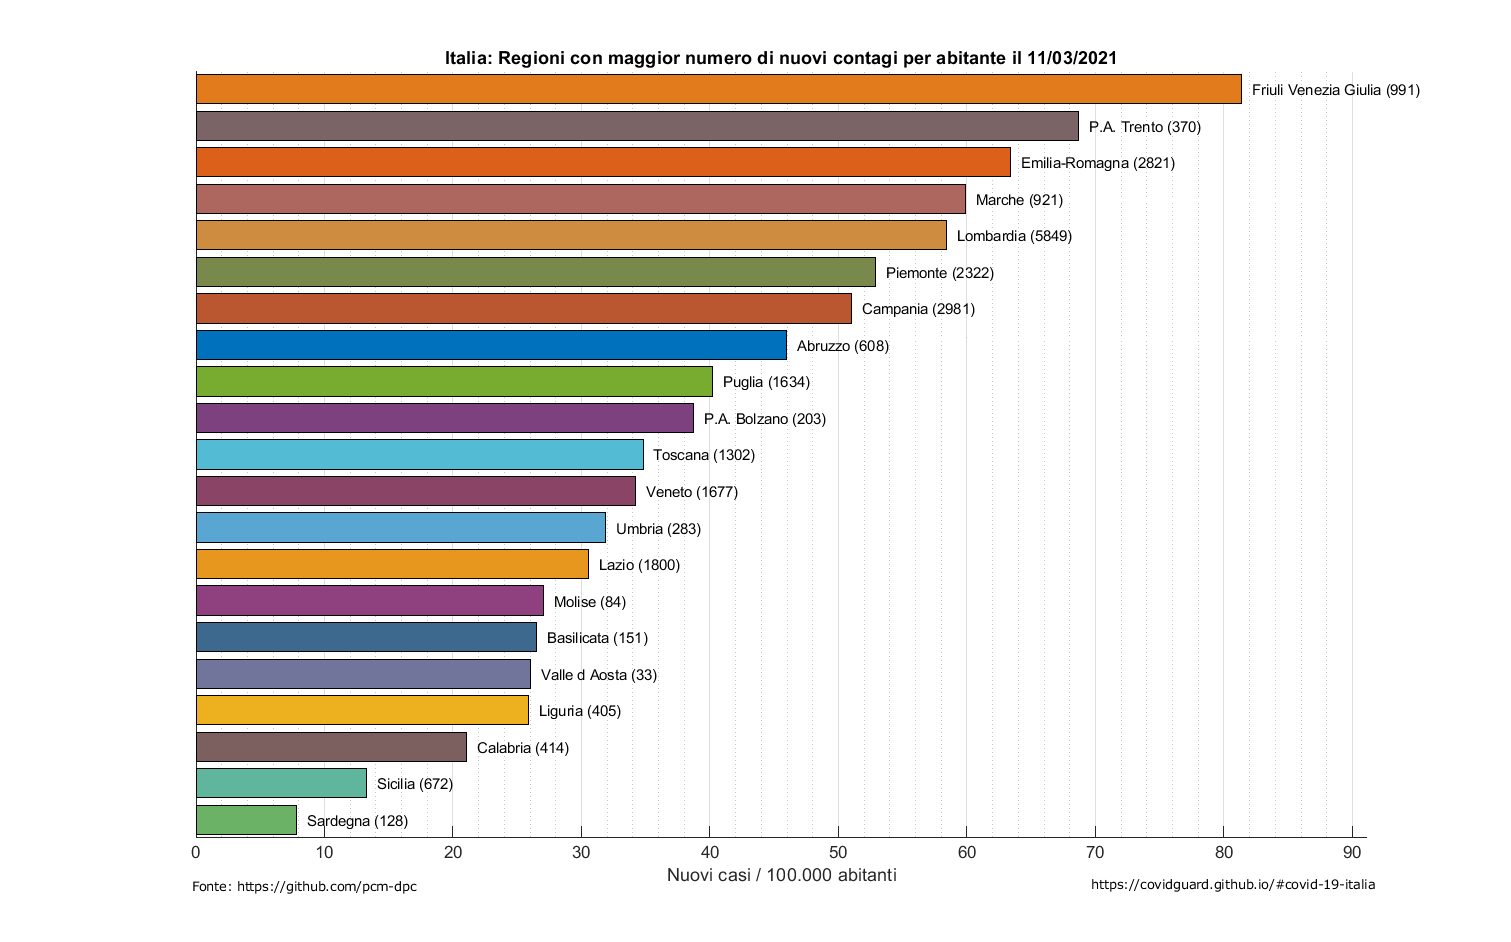 Italia: Regioni con maggior numero di nuovi contagi per abitante il 11/03/2021
Friuli Venezia Giulia (991)
P.A. Trento (370)
Emilia-Romagna (2821)
Marche (921)
Lombardia (5849)
Piemonte (2322)
Campania (2981)
Abruzzo (608)
Puglia (1634)
P.A. Bolzano (203)
Toscana (1302)
Veneto (1677)
Umbria (283)
Lazio (1800)
Molise (84)
Basilicata (151)
Valle d Aosta (33)
Liguria (405)
Calabria (414)
Sicilia (672)
Sardegna (128)
0 10 20 30 40 50 60 70 80 90
Nuovi casi / 100.000 abitanti
Fonte: https://github.com/pcm-dpc
https://covidguard.github.io/#covid-19-italia